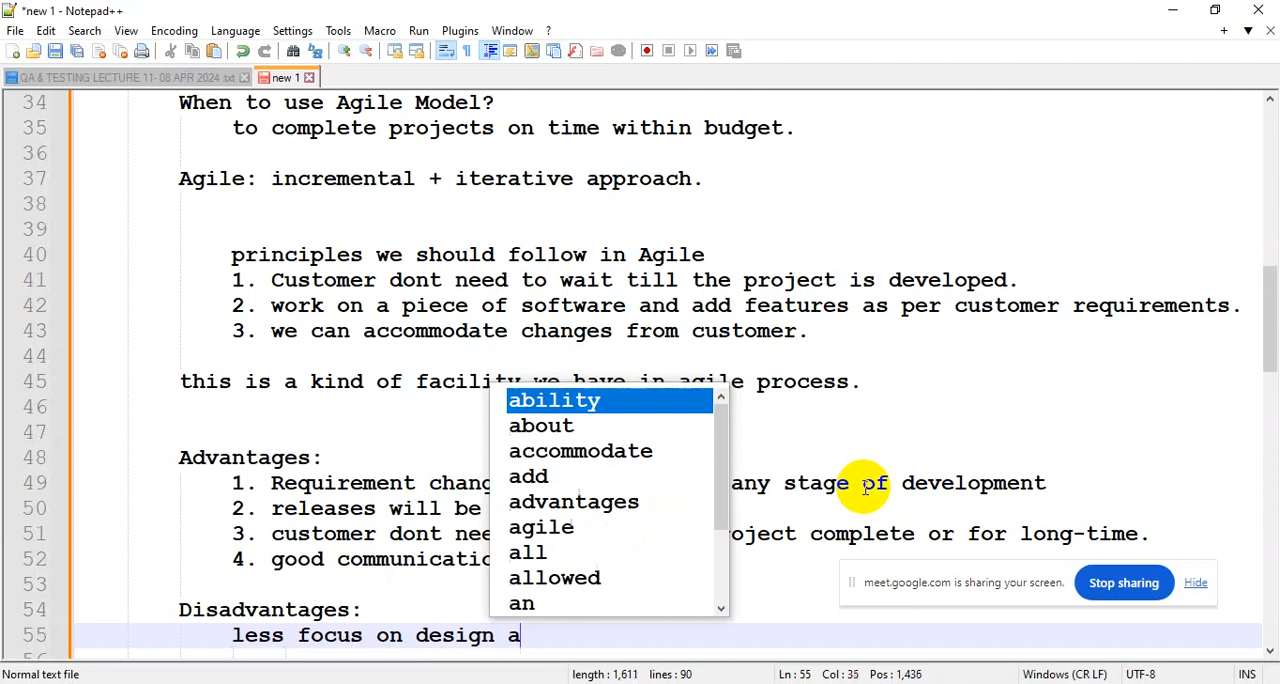 *new 1 - Notepad++
File Edit Search View Encoding Language Settings Tools Macro Run Plugins Window ?
QA & TESTING LECTURE 11- 08 APR 2024 .txt new 1
34 When to use Agile Model?
35 to complete projects on time within budget.
36
37 Agile: incremental + iterative approach.
38
39
40 principles we should follow in Agile
41 1. Customer dont need to wait till the project is developed.
42 2. work on a piece of software and add features as per customer requirements.
43 3. we can accommodate changes from customer.
44
45 this is a kind of facility we have in agile process.
46
47
48 Advantages:
49 1. Requirement chang any stage of development
50 2. releases will be
51 3. customer dont nee roject complete or for long-time.
52 4. good communicatio
53
54 Disadvantages:
55 less focus on design a
ability
about
accommodate
add
advantages
agile
all
allowed
an
meet.google.com is sharing your screen. Stop sharing Hide
Normal text file length : 1,611 lines : 90 Ln : 55 Col : 35 Pos : 1,436 Windows (CR LF) UTF-8 INS